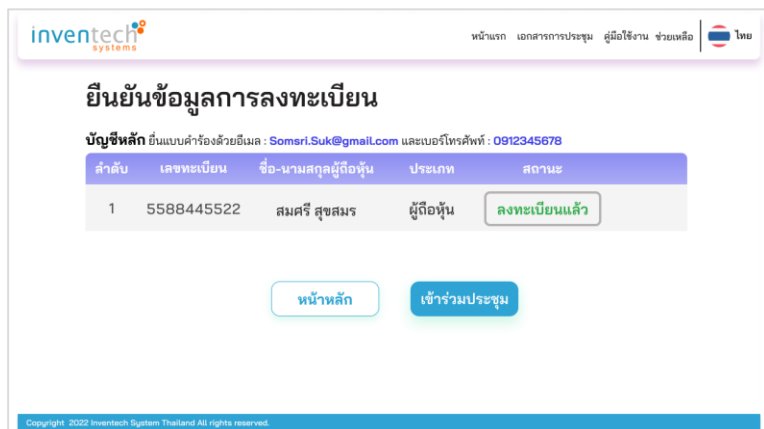 inventech systems
หน้าแรก เอกสารการประชุม คู่มือใช้งาน ช่วยเหลือ ไทย
ยืนยันข้อมูลการลงทะเบียน
บัญชีหลัก ยื่นแบบคำร้องด้วยอีเมล : Somsri.Suk@gmail.com และเบอร์โทรศัพท์ : 0912345678
ลำดับ เลขทะเบียน ชื่อ-นามสกุลผู้ถือหุ้น ประเภท สถานะ
1 5588445522 สมศรี สุขสมร ผู้ถือหุ้น ลงทะเบียนแล้ว
หน้าหลัก เข้าร่วมประชุม
Copyright 2022 Inventech System Thailand All rights reserved.